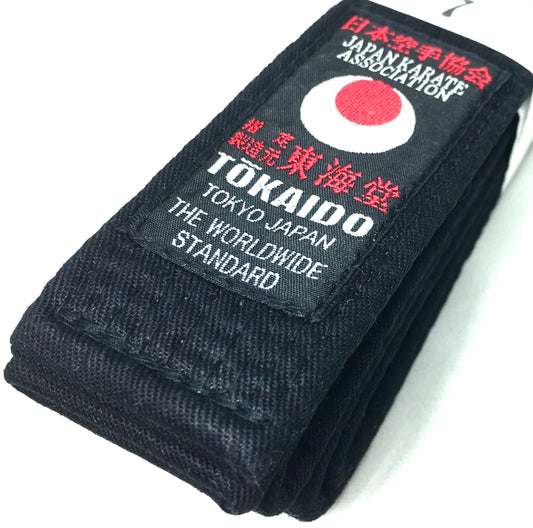 7
日本空手協会
JAPAN KARATE
ASSOCIATION
指定
製造元 東海堂
TŌKAIDO
TOKYO JAPAN
THE WORLDWIDE
STANDARD